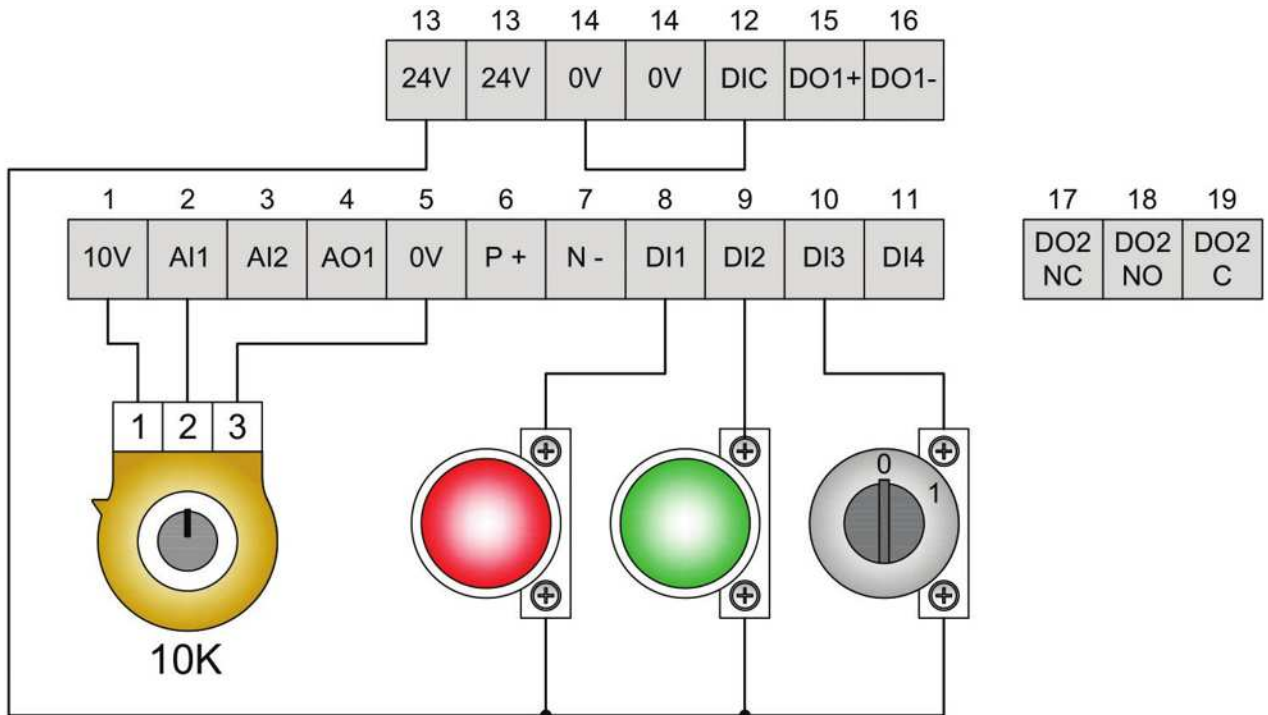 13 13 14 14 12 15 16
24V 24V 0V 0V DIC DO1+ DO1-
1 2 3 4 5 6 7 8 9 10 11 17 18 19
10V AI1 AI2 AO1 0V P + N - DI1 DI2 DI3 DI4 DO2 NC DO2 NO DO2 C
1 2 3
0
1
10K